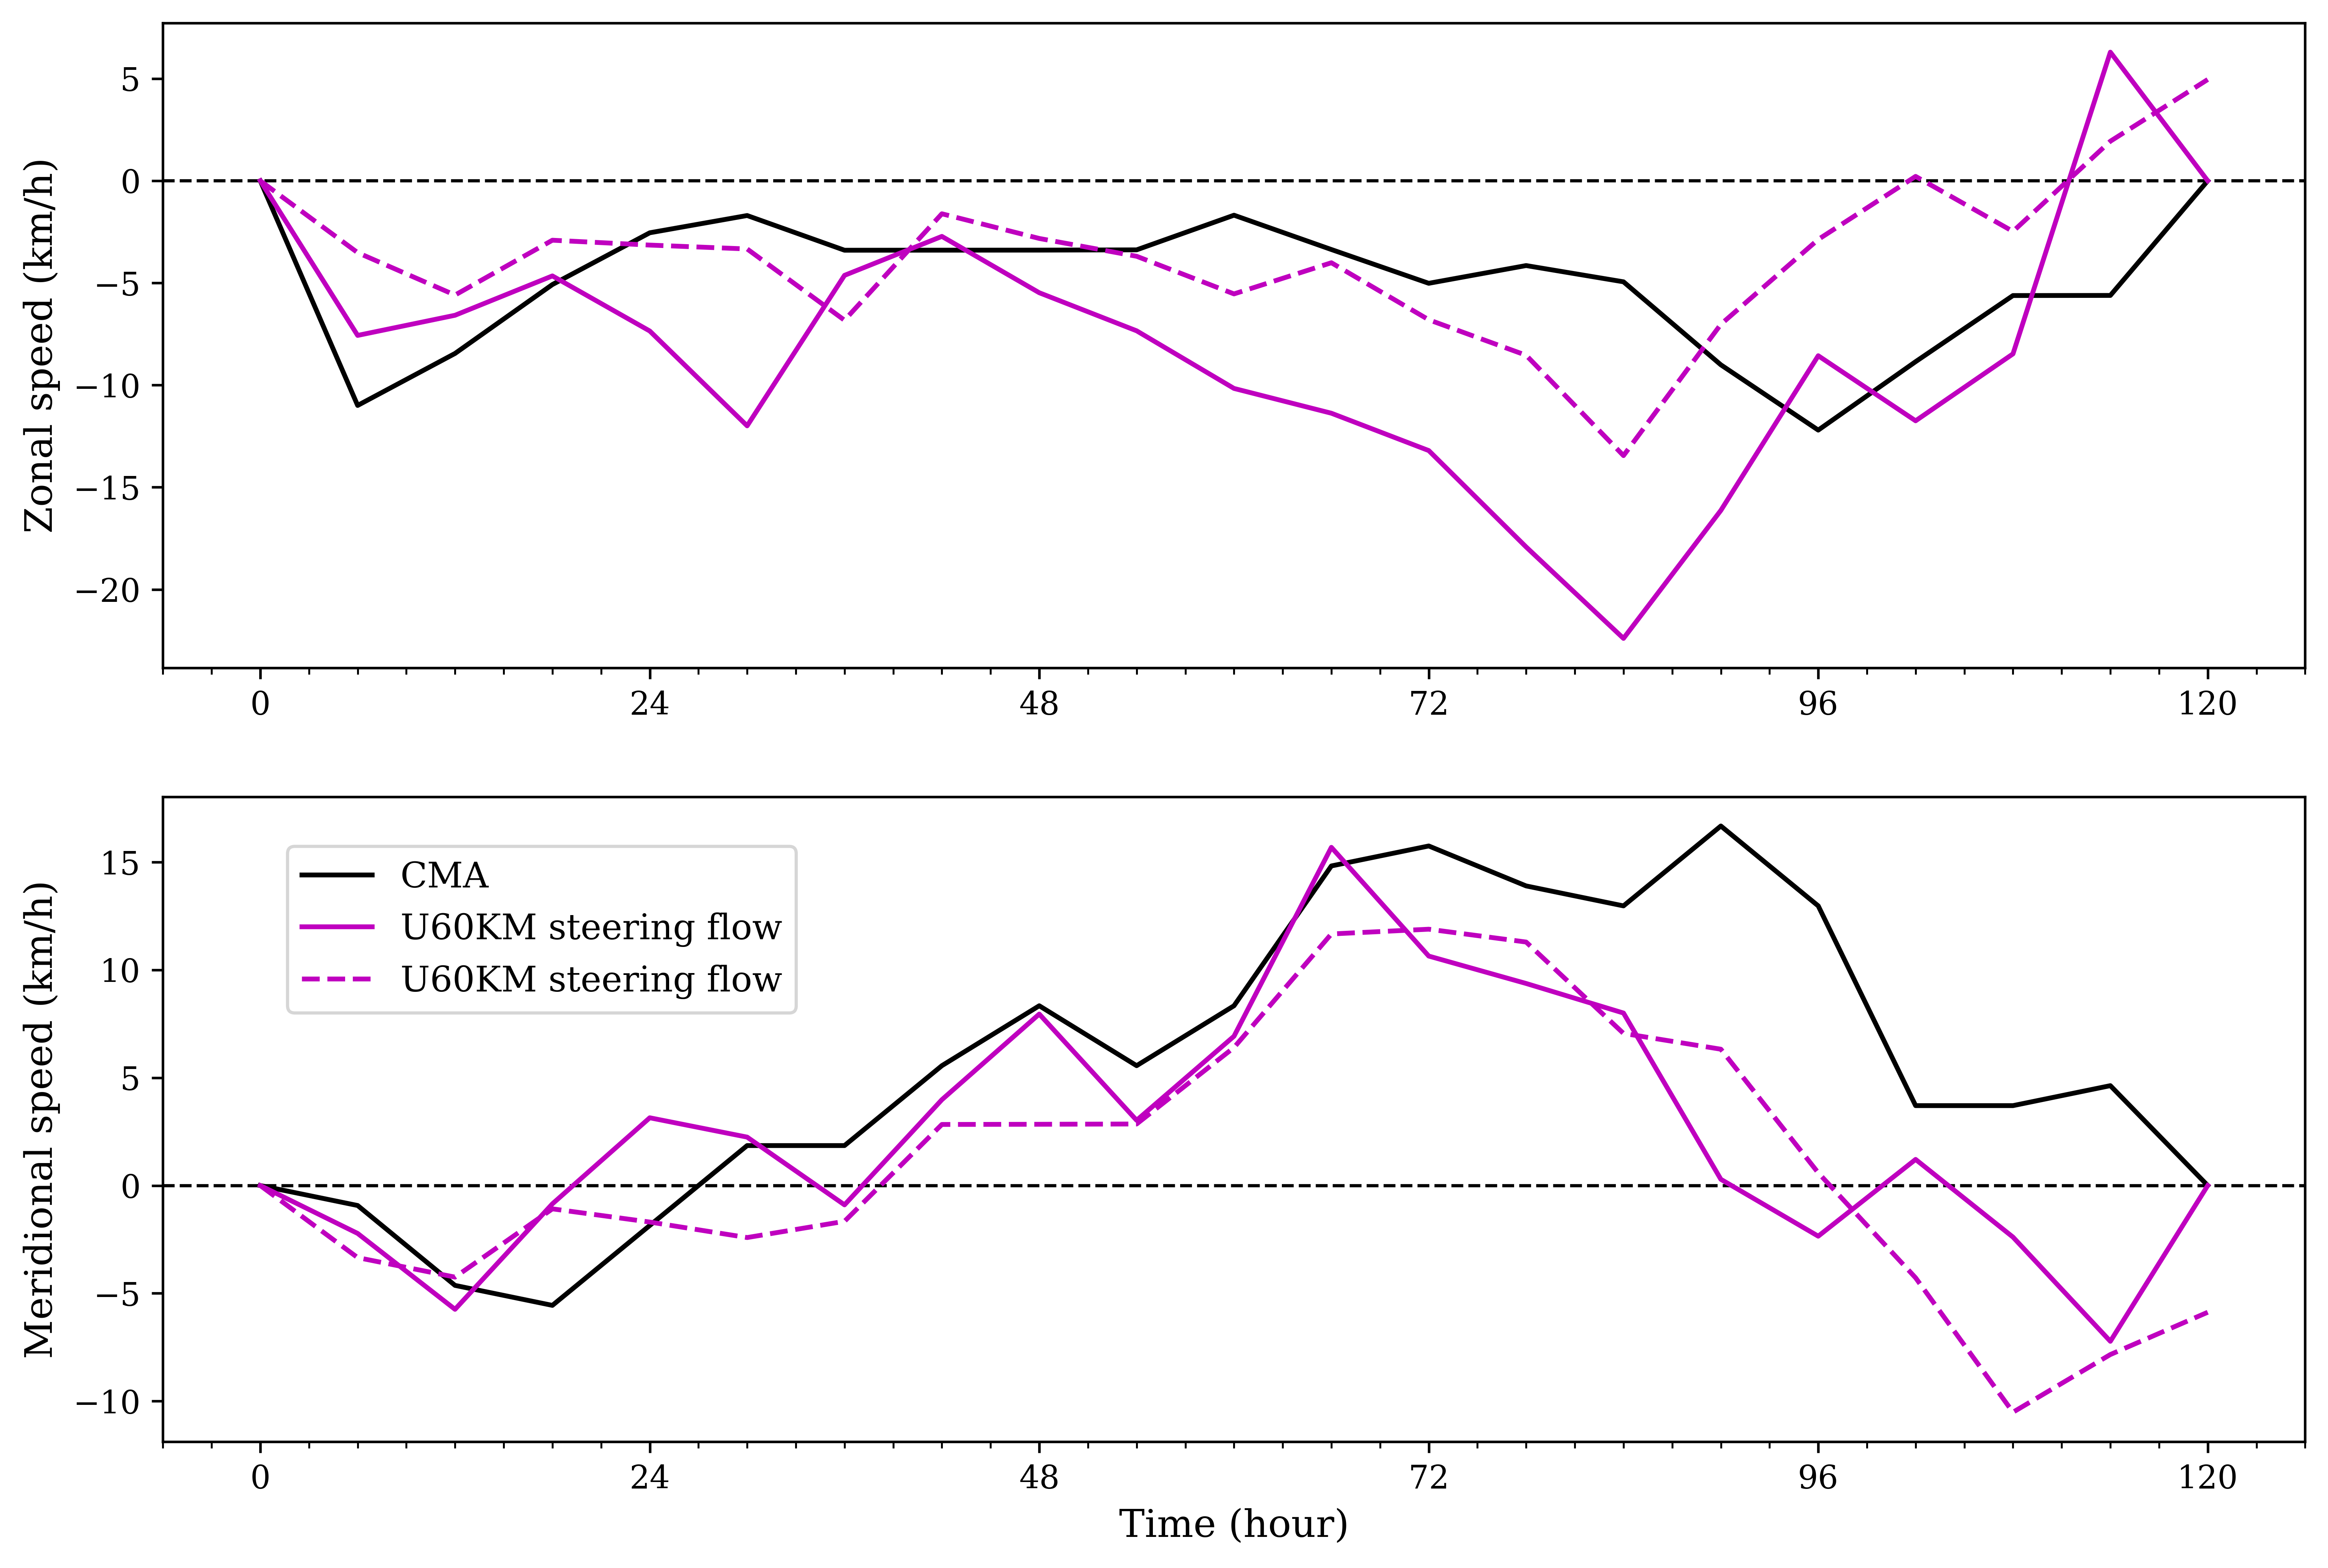 Zonal speed (km/h)
5
0
−5
−10
−15
−20
0 24 48 72 96 120
Meridional speed (km/h)
15
10
5
0
−5
−10
CMA
U60KM steering flow
U60KM steering flow
0 24 48 72 96 120
Time (hour)